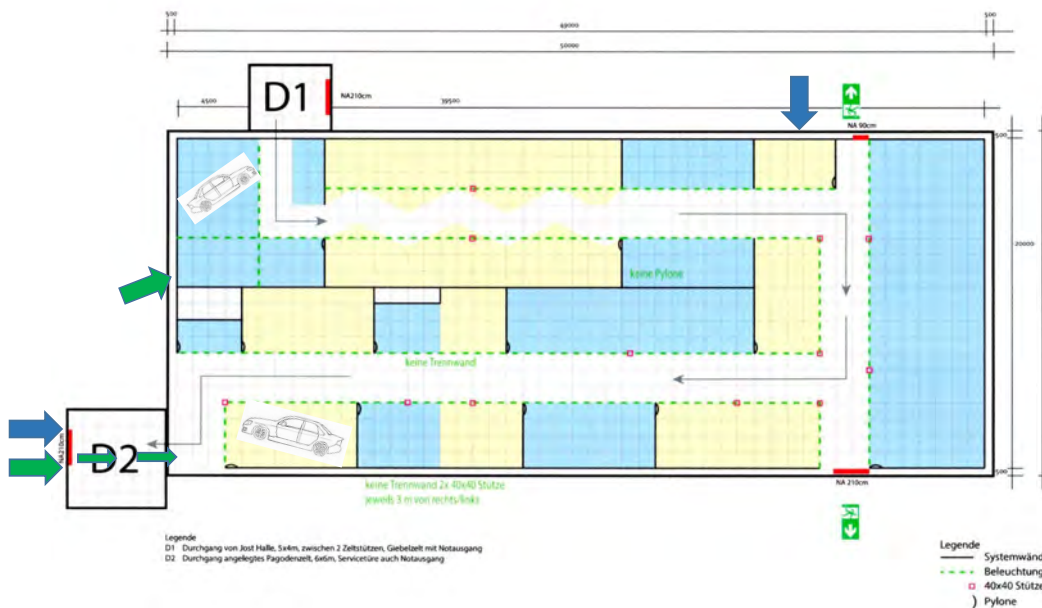 500
49000
500
50000
D1
NA210cm
4500
39500
NA 90cm
500
20000
keine Pylone
keine Trennwand
NA210cm
D2
500
NA 210cm
keine Trennwand 2x 40x40 Stütze
jeweils 3 m von rechts/links
Legende
D1 Durchgang von Jost Halle, 5x4m, zwischen 2 Zeltstützen, Giebelzelt mit Notausgang
D2 Durchgang angelegtes Pagodenzelt, 6x6m, Servicetüre auch Notausgang
Legende
Systemwänd
Beleuchtung
40x40 Stütze
Pylone